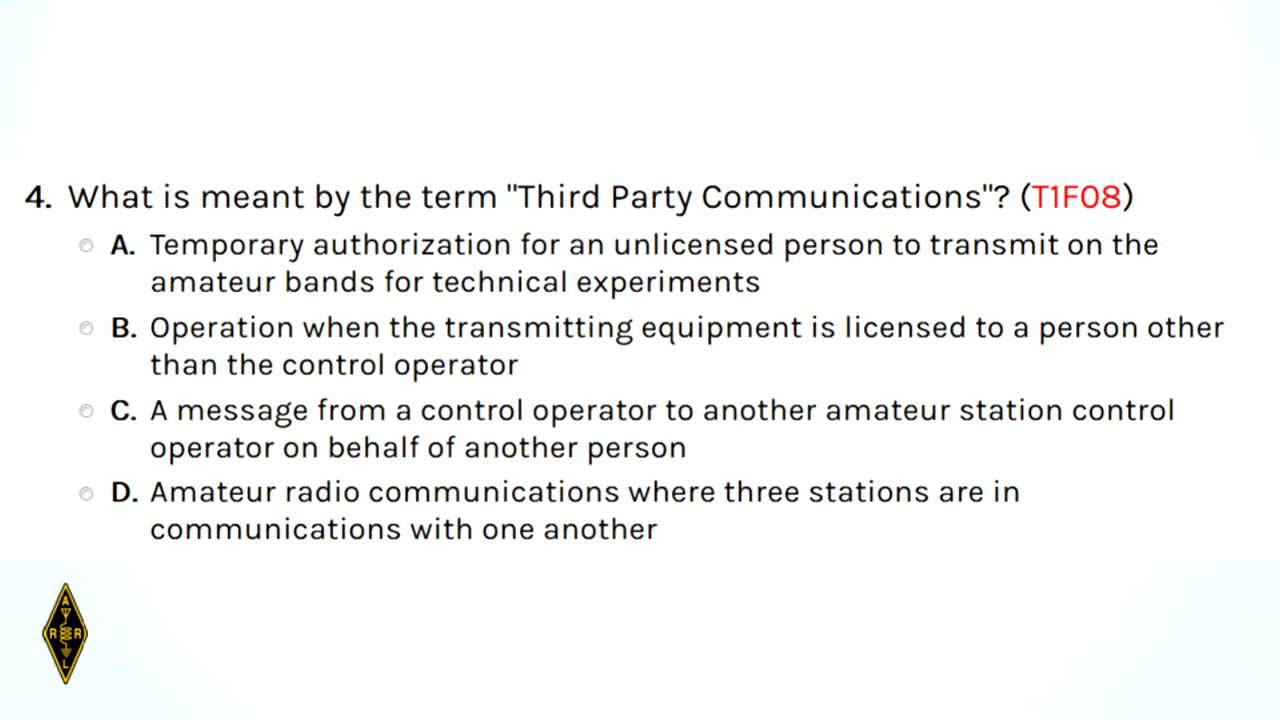 4. What is meant by the term "Third Party Communications"? (T1F08)
A. Temporary authorization for an unlicensed person to transmit on the
amateur bands for technical experiments
B. Operation when the transmitting equipment is licensed to a person other
than the control operator
C. A message from a control operator to another amateur station control
operator on behalf of another person
D. Amateur radio communications where three stations are in
communications with one another
A
R R
L